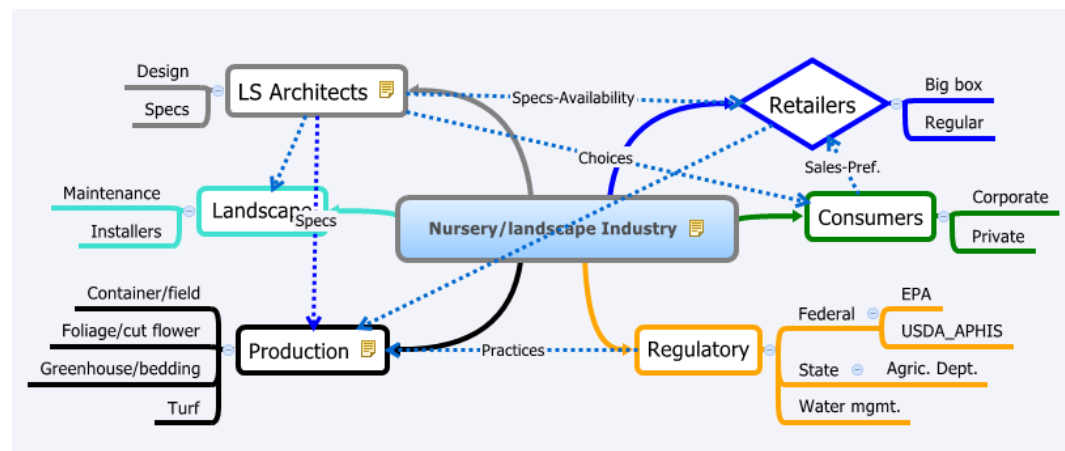 Design
Specs
LS Architects
Specs-Availability
Retailers
Big box
Regular
Choices
Sales-Pref.
Maintenance
Installers
Landscape
Specs
Nursery/landscape Industry
Consumers
Corporate
Private
Container/field
Foliage/cut flower
Greenhouse/bedding
Turf
Production
Practices
Regulatory
Federal
EPA
USDA_APHIS
State
Agric. Dept.
Water mgmt.